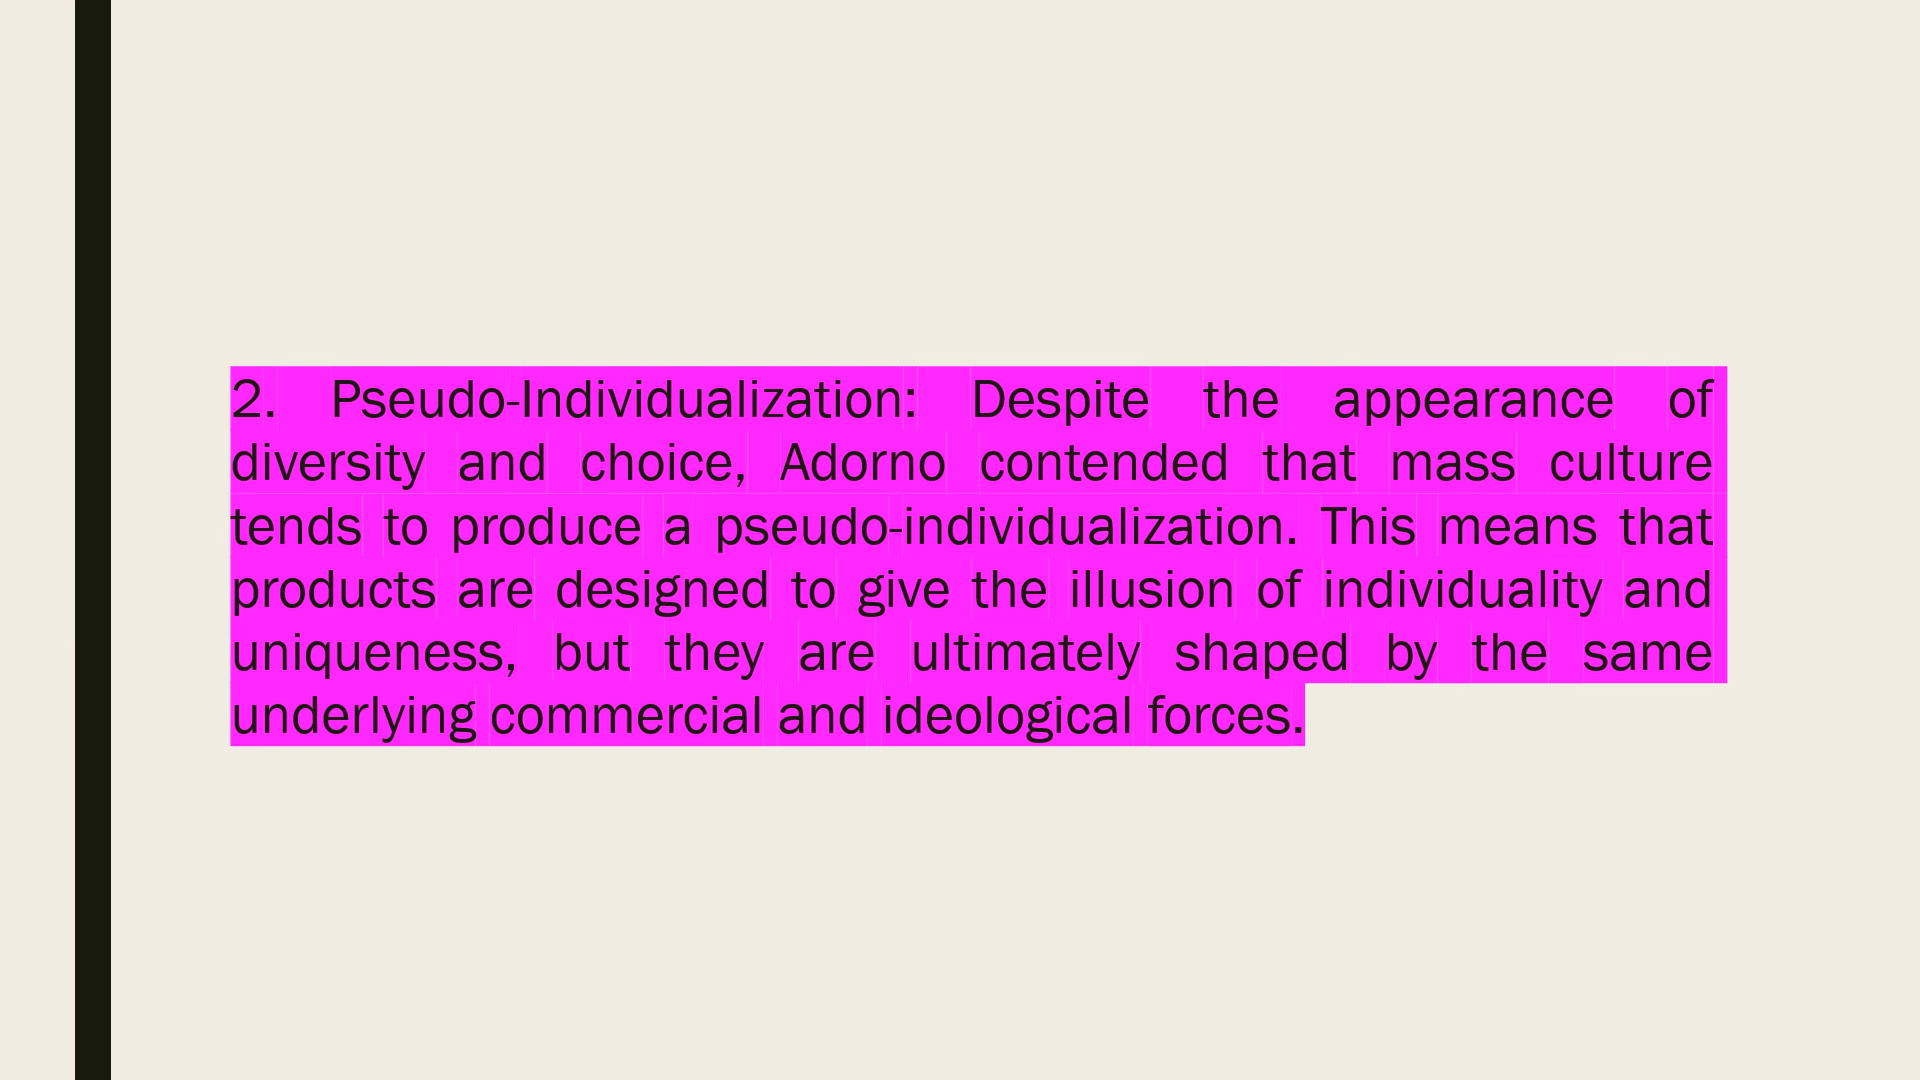 2. Pseudo-Individualization: Despite the appearance of
diversity and choice, Adorno contended that mass culture
tends to produce a pseudo-individualization. This means that
products are designed to give the illusion of individuality and
uniqueness, but they are ultimately shaped by the same
underlying commercial and ideological forces.